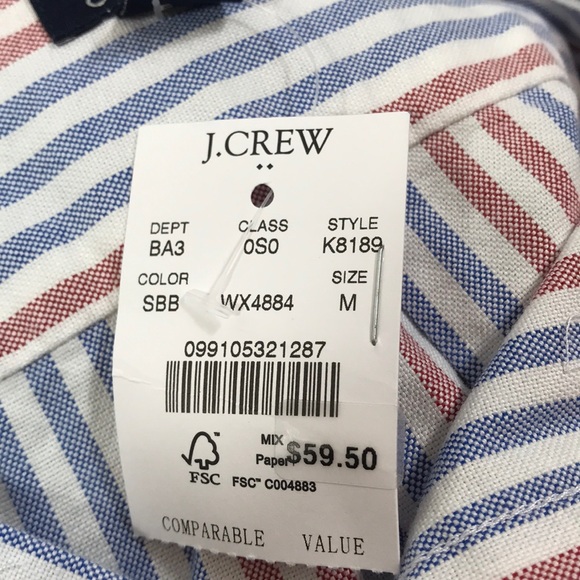 J.CREW
DEPT CLASS STYLE
BA3 0S0 K8189
COLOR SIZE
SBB WX4884 M
099105321287
MIX
Paper $59.50
FSC
FSC™ C004883
COMPARABLE VALUE